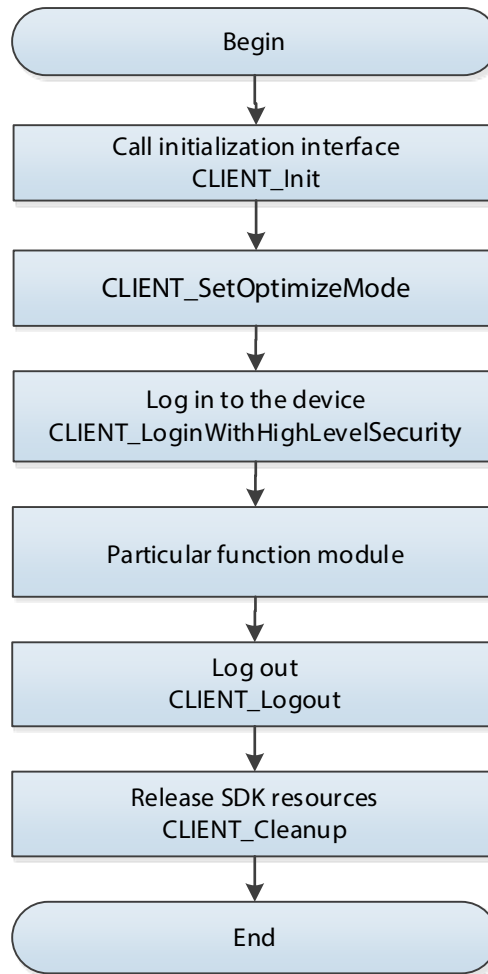 Begin
Call initialization interface
CLIENT_Init
CLIENT_SetOptimizeMode
Log in to the device
CLIENT_LoginWithHighLevelSecurity
Particular function module
Log out
CLIENT_Logout
Release SDK resources
CLIENT_Cleanup
End